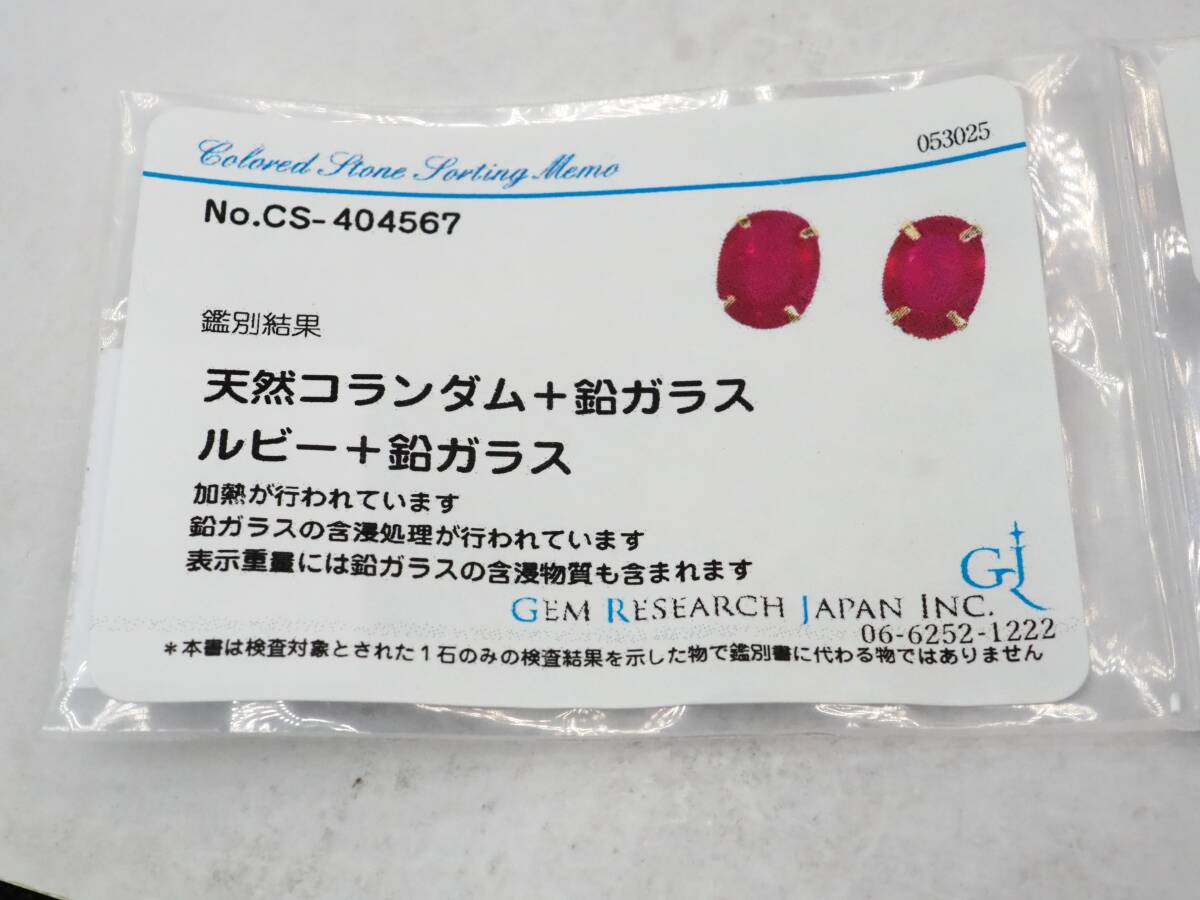 Colored Stone Sorting Memo
053025
No.CS-404567
鑑別結果
天然コランダム＋鉛ガラス
ルビー＋鉛ガラス
加熱が行われています
鉛ガラスの含浸処理が行われています
表示重量には鉛ガラスの含浸物質も含まれます
GJ
GEM RESEARCH JAPAN INC.
06-6252-1222
＊本書は検査対象とされた１石のみの検査結果を示した物で鑑別書に代わる物ではありません